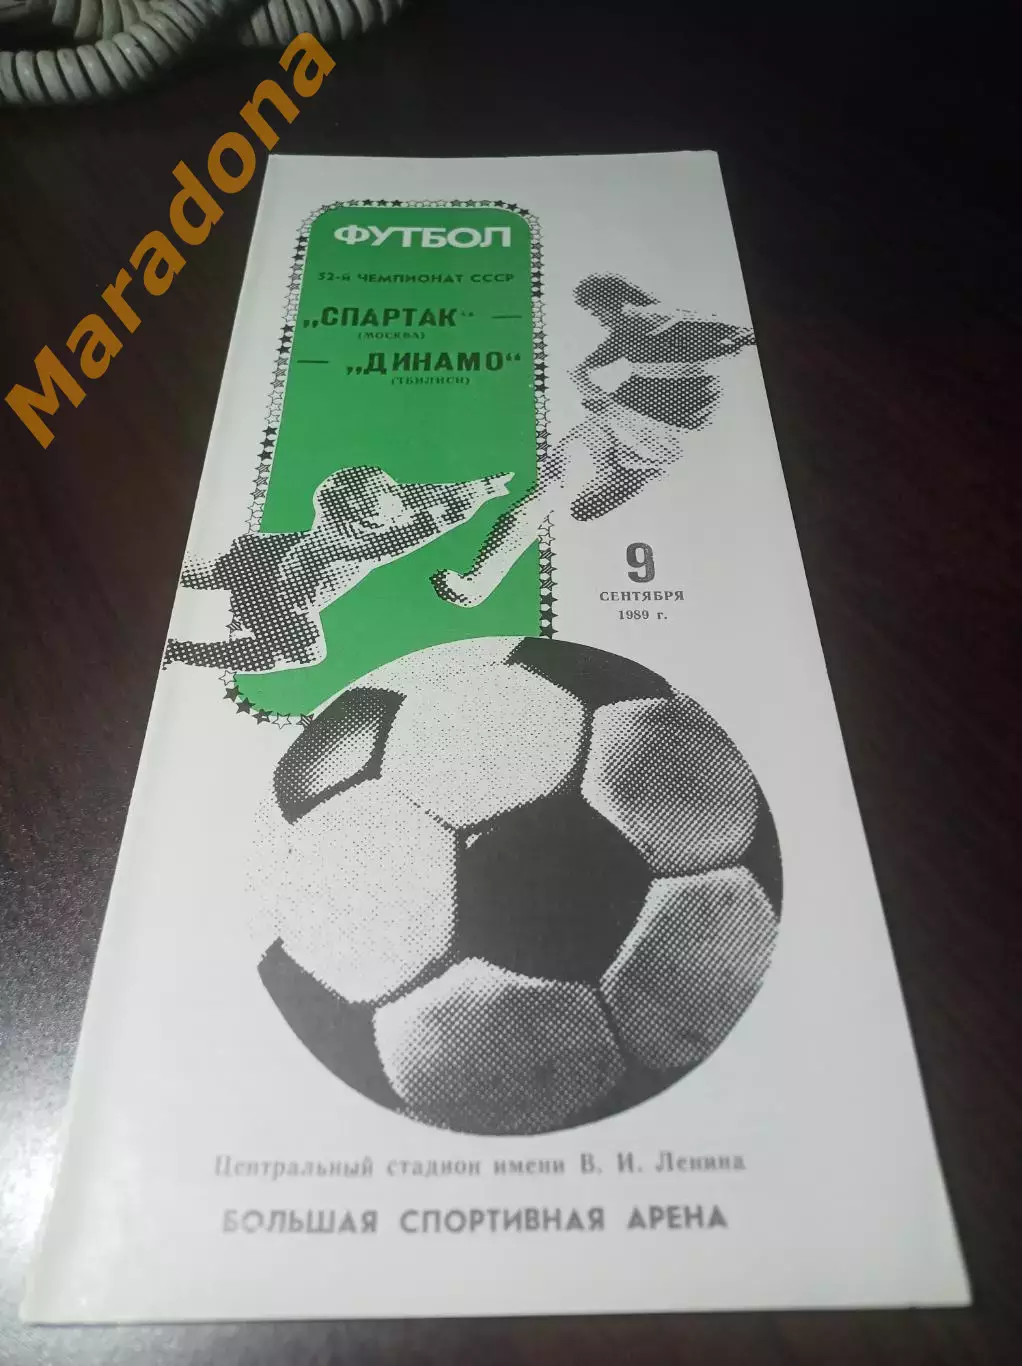 Maradona
ФУТБОЛ
52-й ЧЕМПИОНАТ СССР
„СПАРТАК“ —
(МОСКВА)
— „ДИНАМО“
(ТБИЛИСИ)
9
СЕНТЯБРЯ
1989 г.
Центральный стадион имени В. И. Ленина
БОЛЬШАЯ СПОРТИВНАЯ АРЕНА